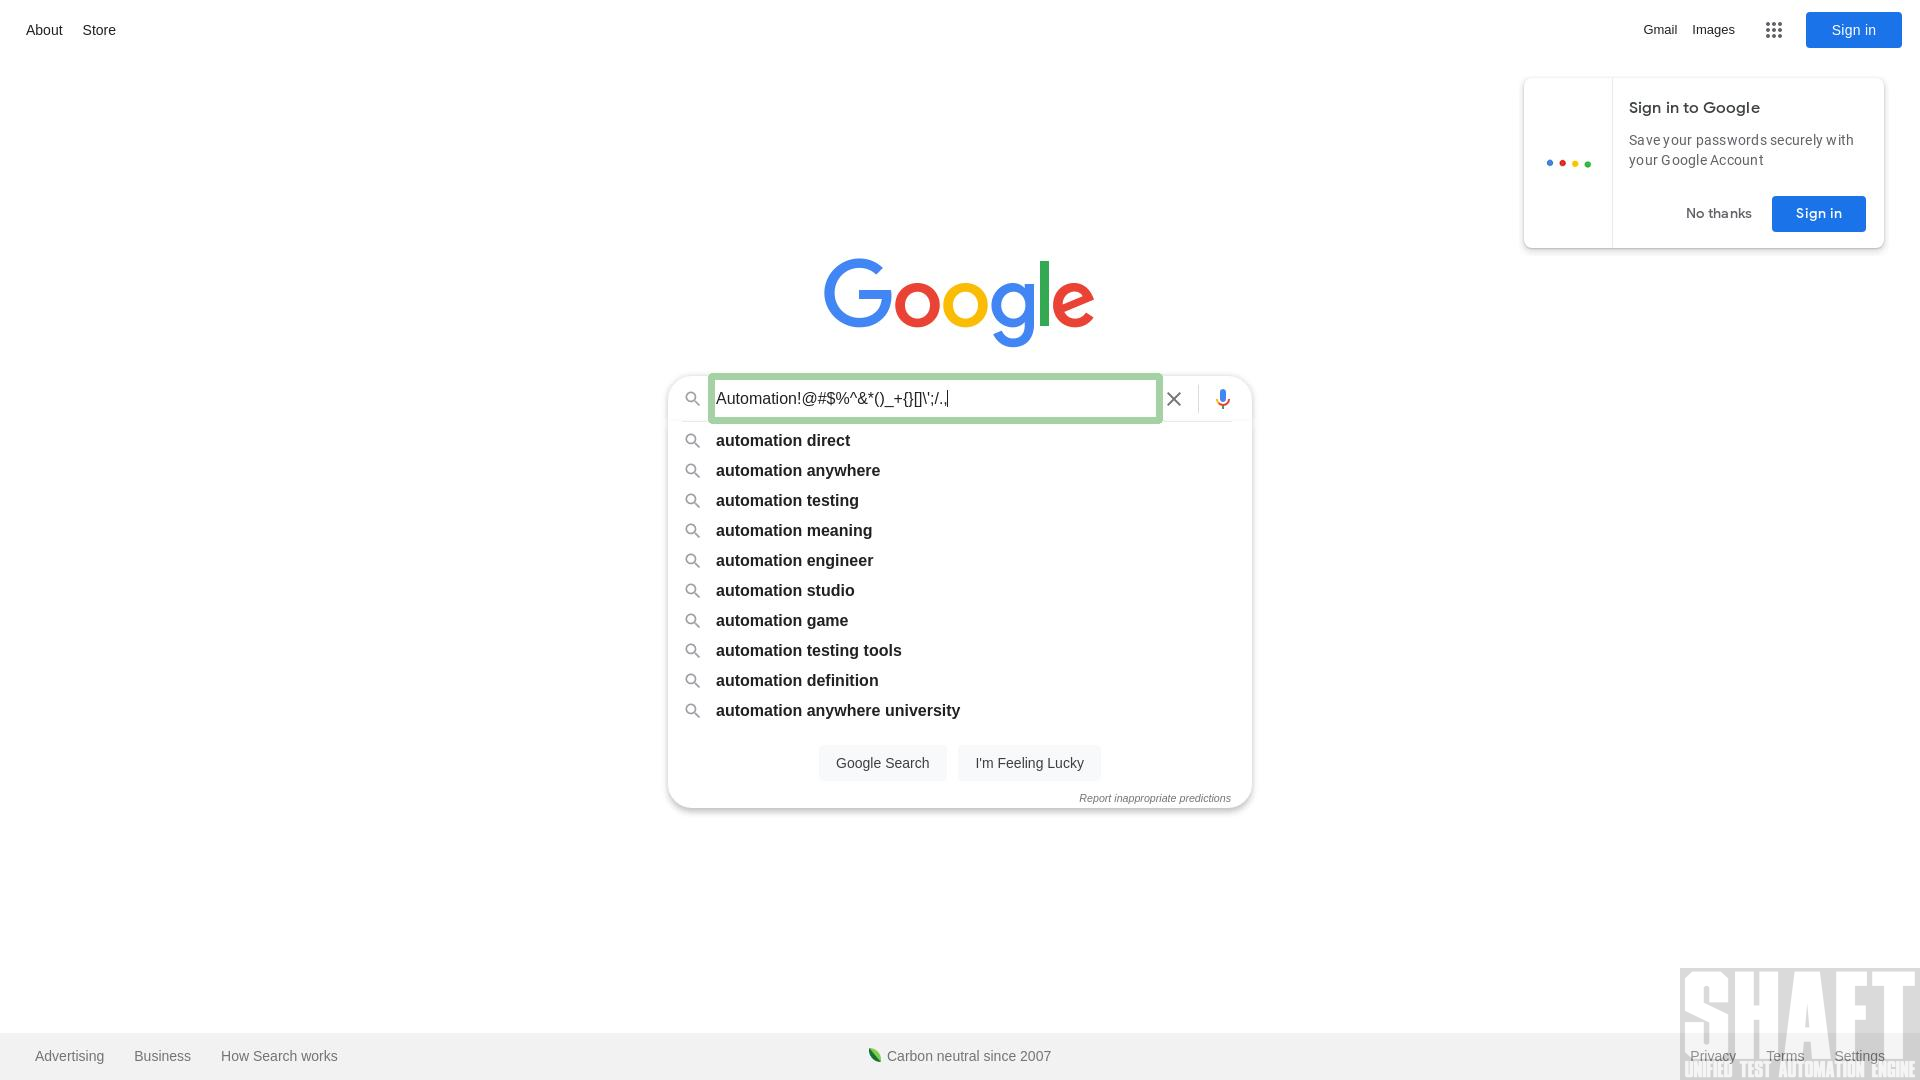 About Store
Gmail Images Sign in
Sign in to Google
Save your passwords securely with
your Google Account
No thanks Sign in
Google
Automation!@#$%^&*()_+{}[]\';/.,
automation direct
automation anywhere
automation testing
automation meaning
automation engineer
automation studio
automation game
automation testing tools
automation definition
automation anywhere university
Google Search I'm Feeling Lucky
Report inappropriate predictions
SHAFT
UNIFIED TEST AUTOMATION ENGINE
Advertising Business How Search works Carbon neutral since 2007 Privacy Terms Settings